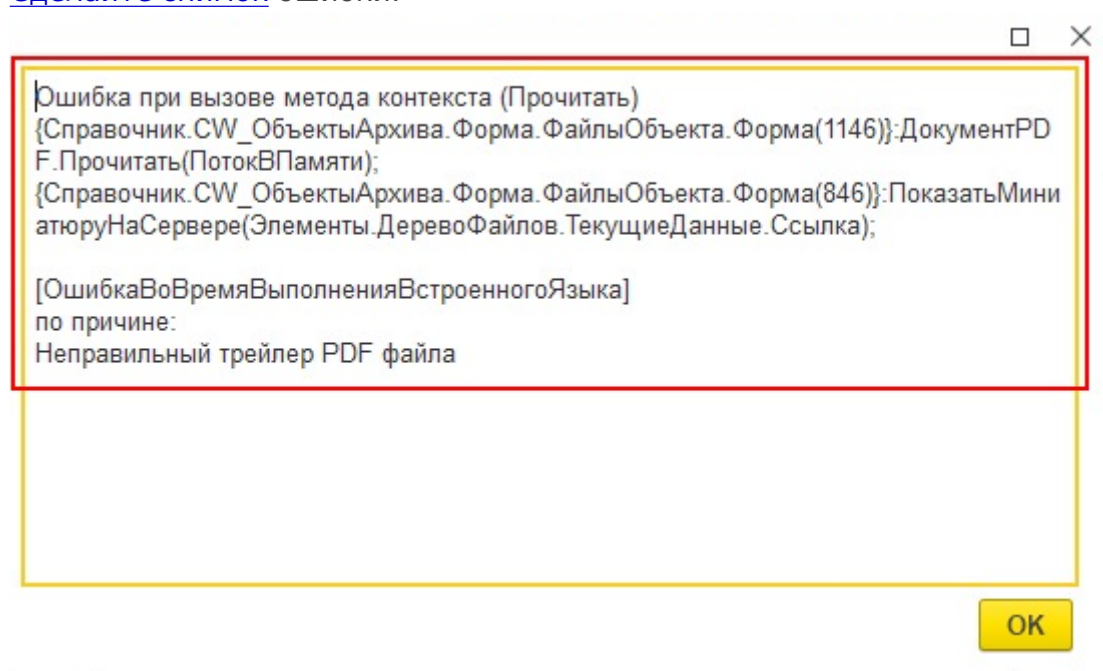 Ошибка при вызове метода контекста (Прочитать)
{Справочник.CW_ОбъектыАрхива.Форма.ФайлыОбъекта.Форма(1146)}:ДокументPD
F.Прочитать(ПотокВПамяти);
{Справочник.CW_ОбъектыАрхива.Форма.ФайлыОбъекта.Форма(846)}:ПоказатьМини
атюруНаСервере(Элементы.ДеревоФайлов.ТекущиеДанные.Ссылка);
[ОшибкаВоВремяВыполненияВстроенногоЯзыка]
по причине:
Неправильный трейлер PDF файла
OK